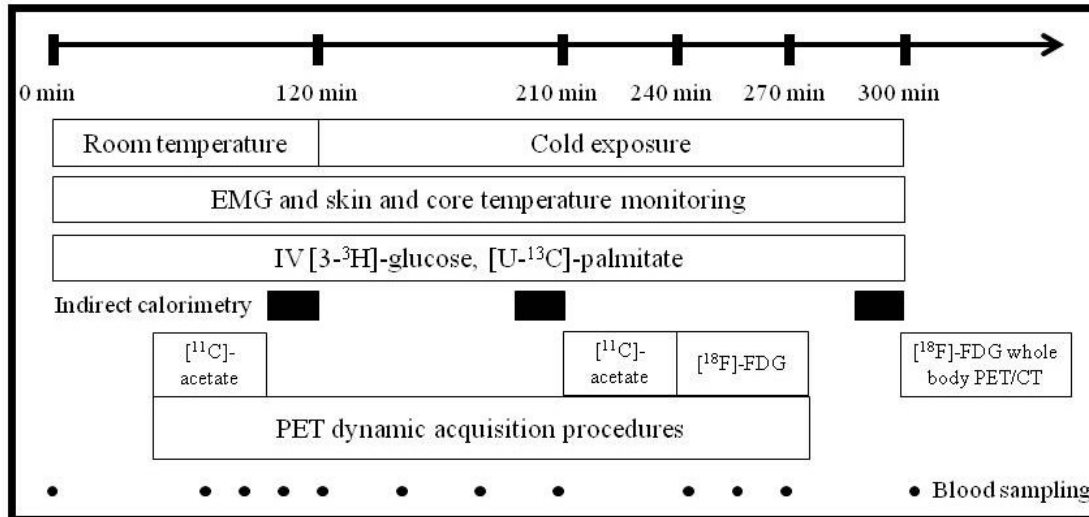 0 min 120 min 210 min 240 min 270 min 300 min
Room temperature Cold exposure
EMG and skin and core temperature monitoring
IV [3-³H]-glucose, [U-¹³C]-palmitate
Indirect calorimetry
[¹¹C]-
acetate
[¹¹C]-
acetate
[¹⁸F]-FDG
[¹⁸F]-FDG whole
body PET/CT
PET dynamic acquisition procedures
Blood sampling